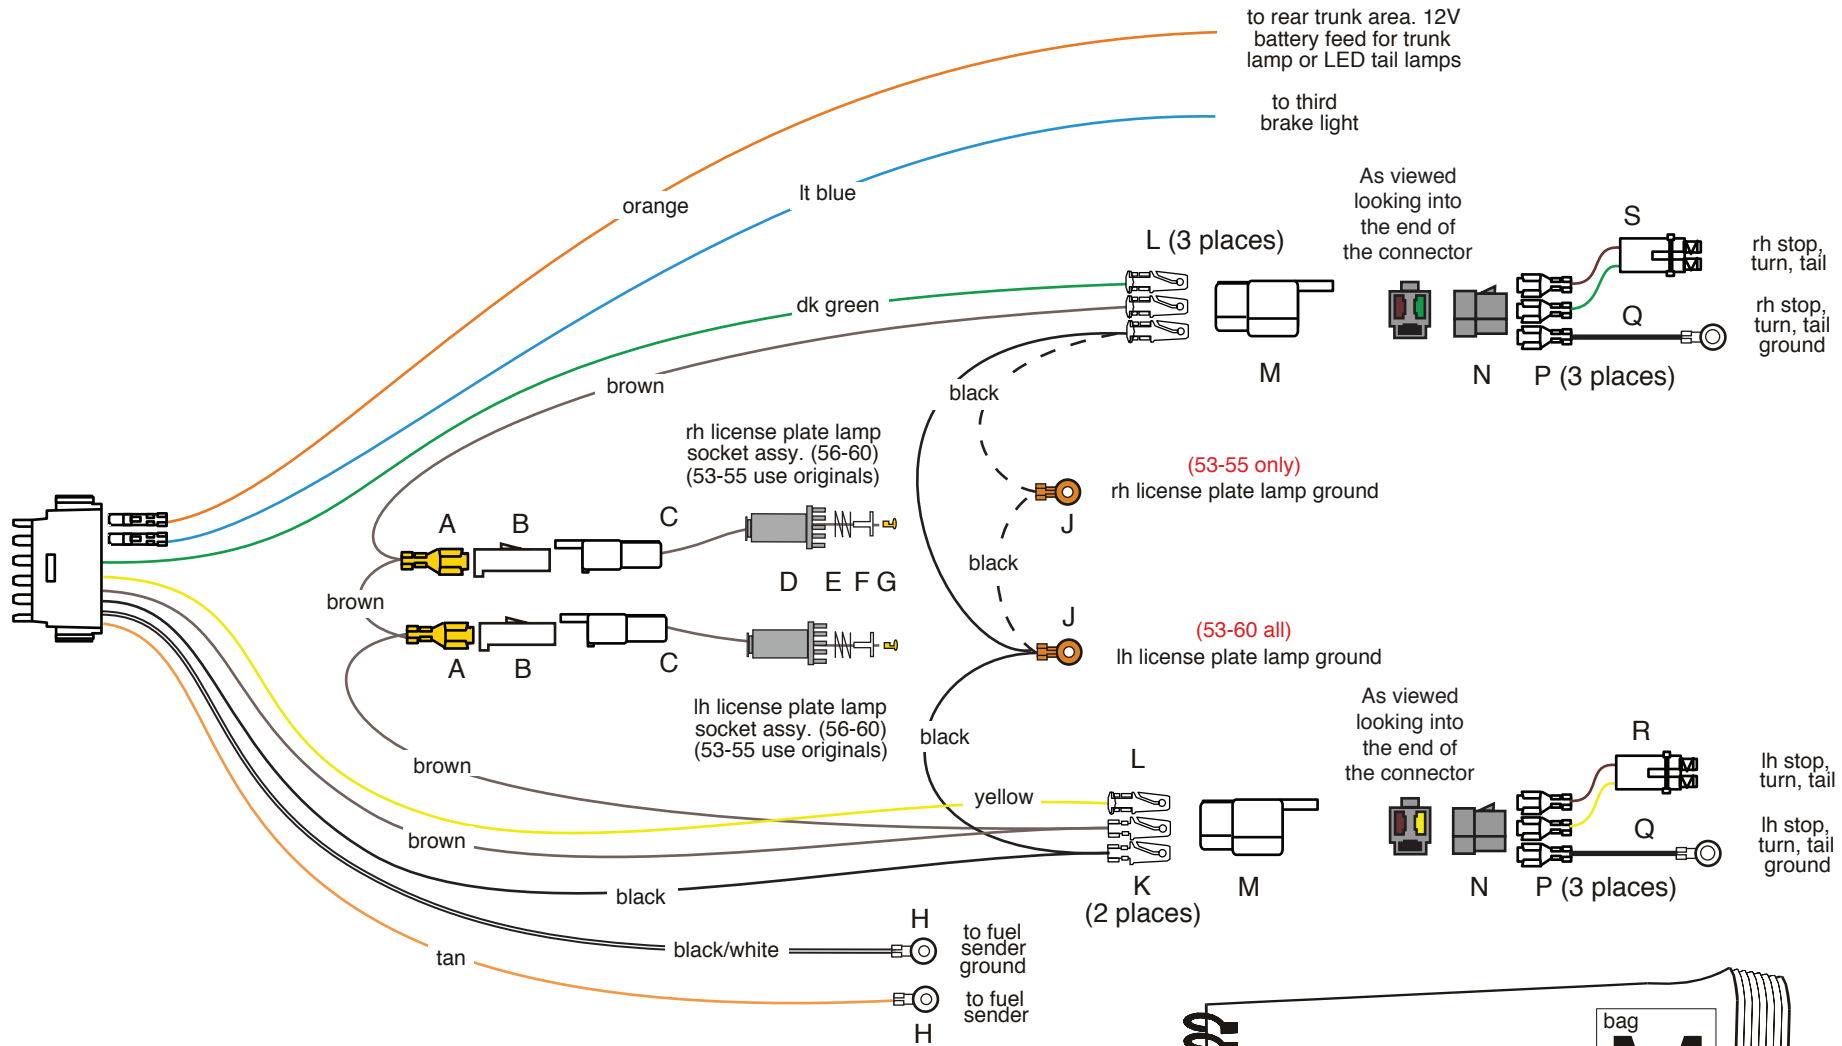 to rear trunk area. 12V
battery feed for trunk
lamp or LED tail lamps
to third
brake light
orange
lt blue
As viewed
looking into
the end of
the connector
L (3 places)
S
rh stop,
turn, tail
dk green
Q
rh stop,
turn, tail
ground
brown
M
N
P (3 places)
black
rh license plate lamp
socket assy. (56-60)
(53-55 use originals)
(53-55 only)
rh license plate lamp ground
J
A
B
C
D
E
F
G
black
brown
J
(53-60 all)
lh license plate lamp ground
A
B
C
lh license plate lamp
socket assy. (56-60)
(53-55 use originals)
As viewed
looking into
the end of
the connector
black
brown
L
R
lh stop,
turn, tail
yellow
brown
Q
lh stop,
turn, tail
ground
K
(2 places)
M
N
P (3 places)
black
H
to fuel
sender
ground
black/white
tan
to fuel
sender
H
bag
M